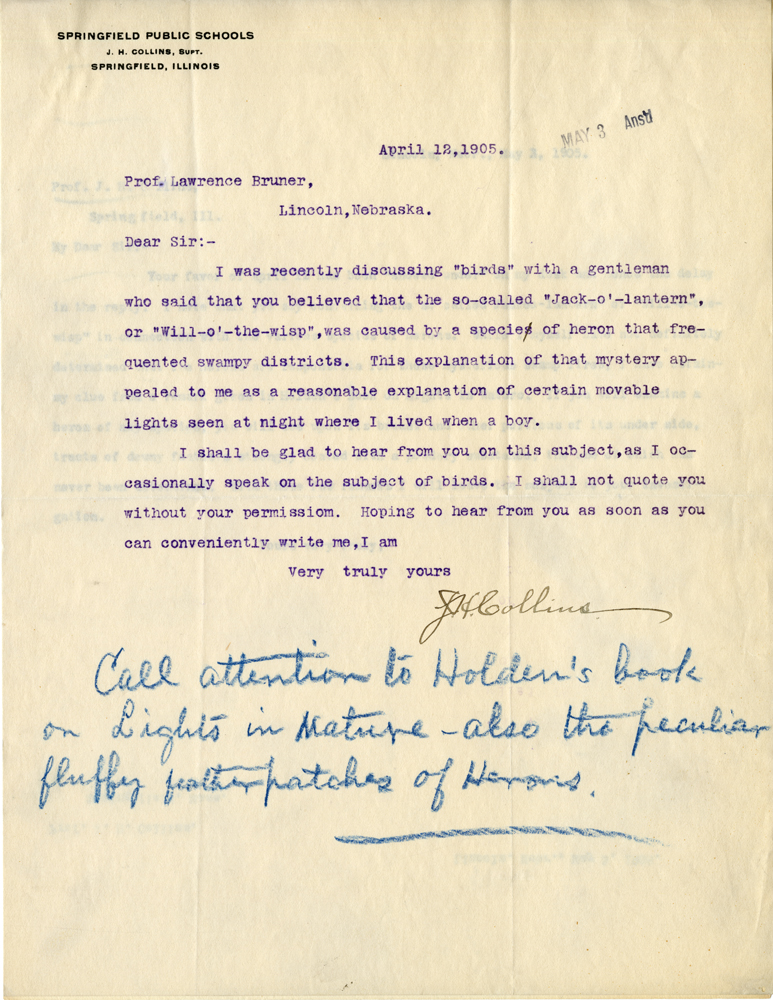 SPRINGFIELD PUBLIC SCHOOLS
J. H. COLLINS, SUPT.
SPRINGFIELD, ILLINOIS
MAY 3 Ansd
April 12,1905.
Prof. Lawrence Bruner,
Lincoln,Nebraska.
Dear Sir:-
I was recently discussing "birds" with a gentleman
who said that you believed that the so-called "Jack-o'-lantern",
or "Will-o'-the-wisp",was caused by a species of heron that fre-
quented swampy districts. This explanation of that mystery ap-
pealed to me as a reasonable explanation of certain movable
lights seen at night where I lived when a boy.
I shall be glad to hear from you on this subject,as I oc-
casionally speak on the subject of birds. I shall not quote you
without your permissiom. Hoping to hear from you as soon as you
can conveniently write me,I am
Very truly yours
J.H.Collins
Call attention to Holden's book
on Lights in Nature - also the peculiar
fluffy feather patches of Herons.